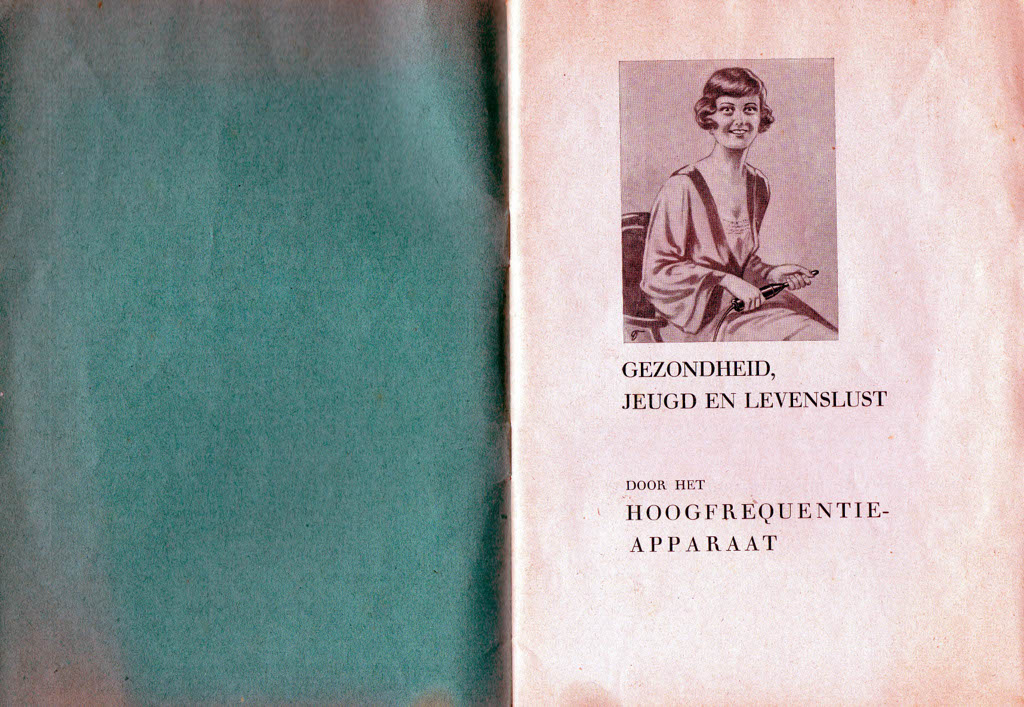 GEZONDHEID,
JEUGD EN LEVENSLUST
DOOR HET
HOOGFREQUENTIE-
APPARAAT